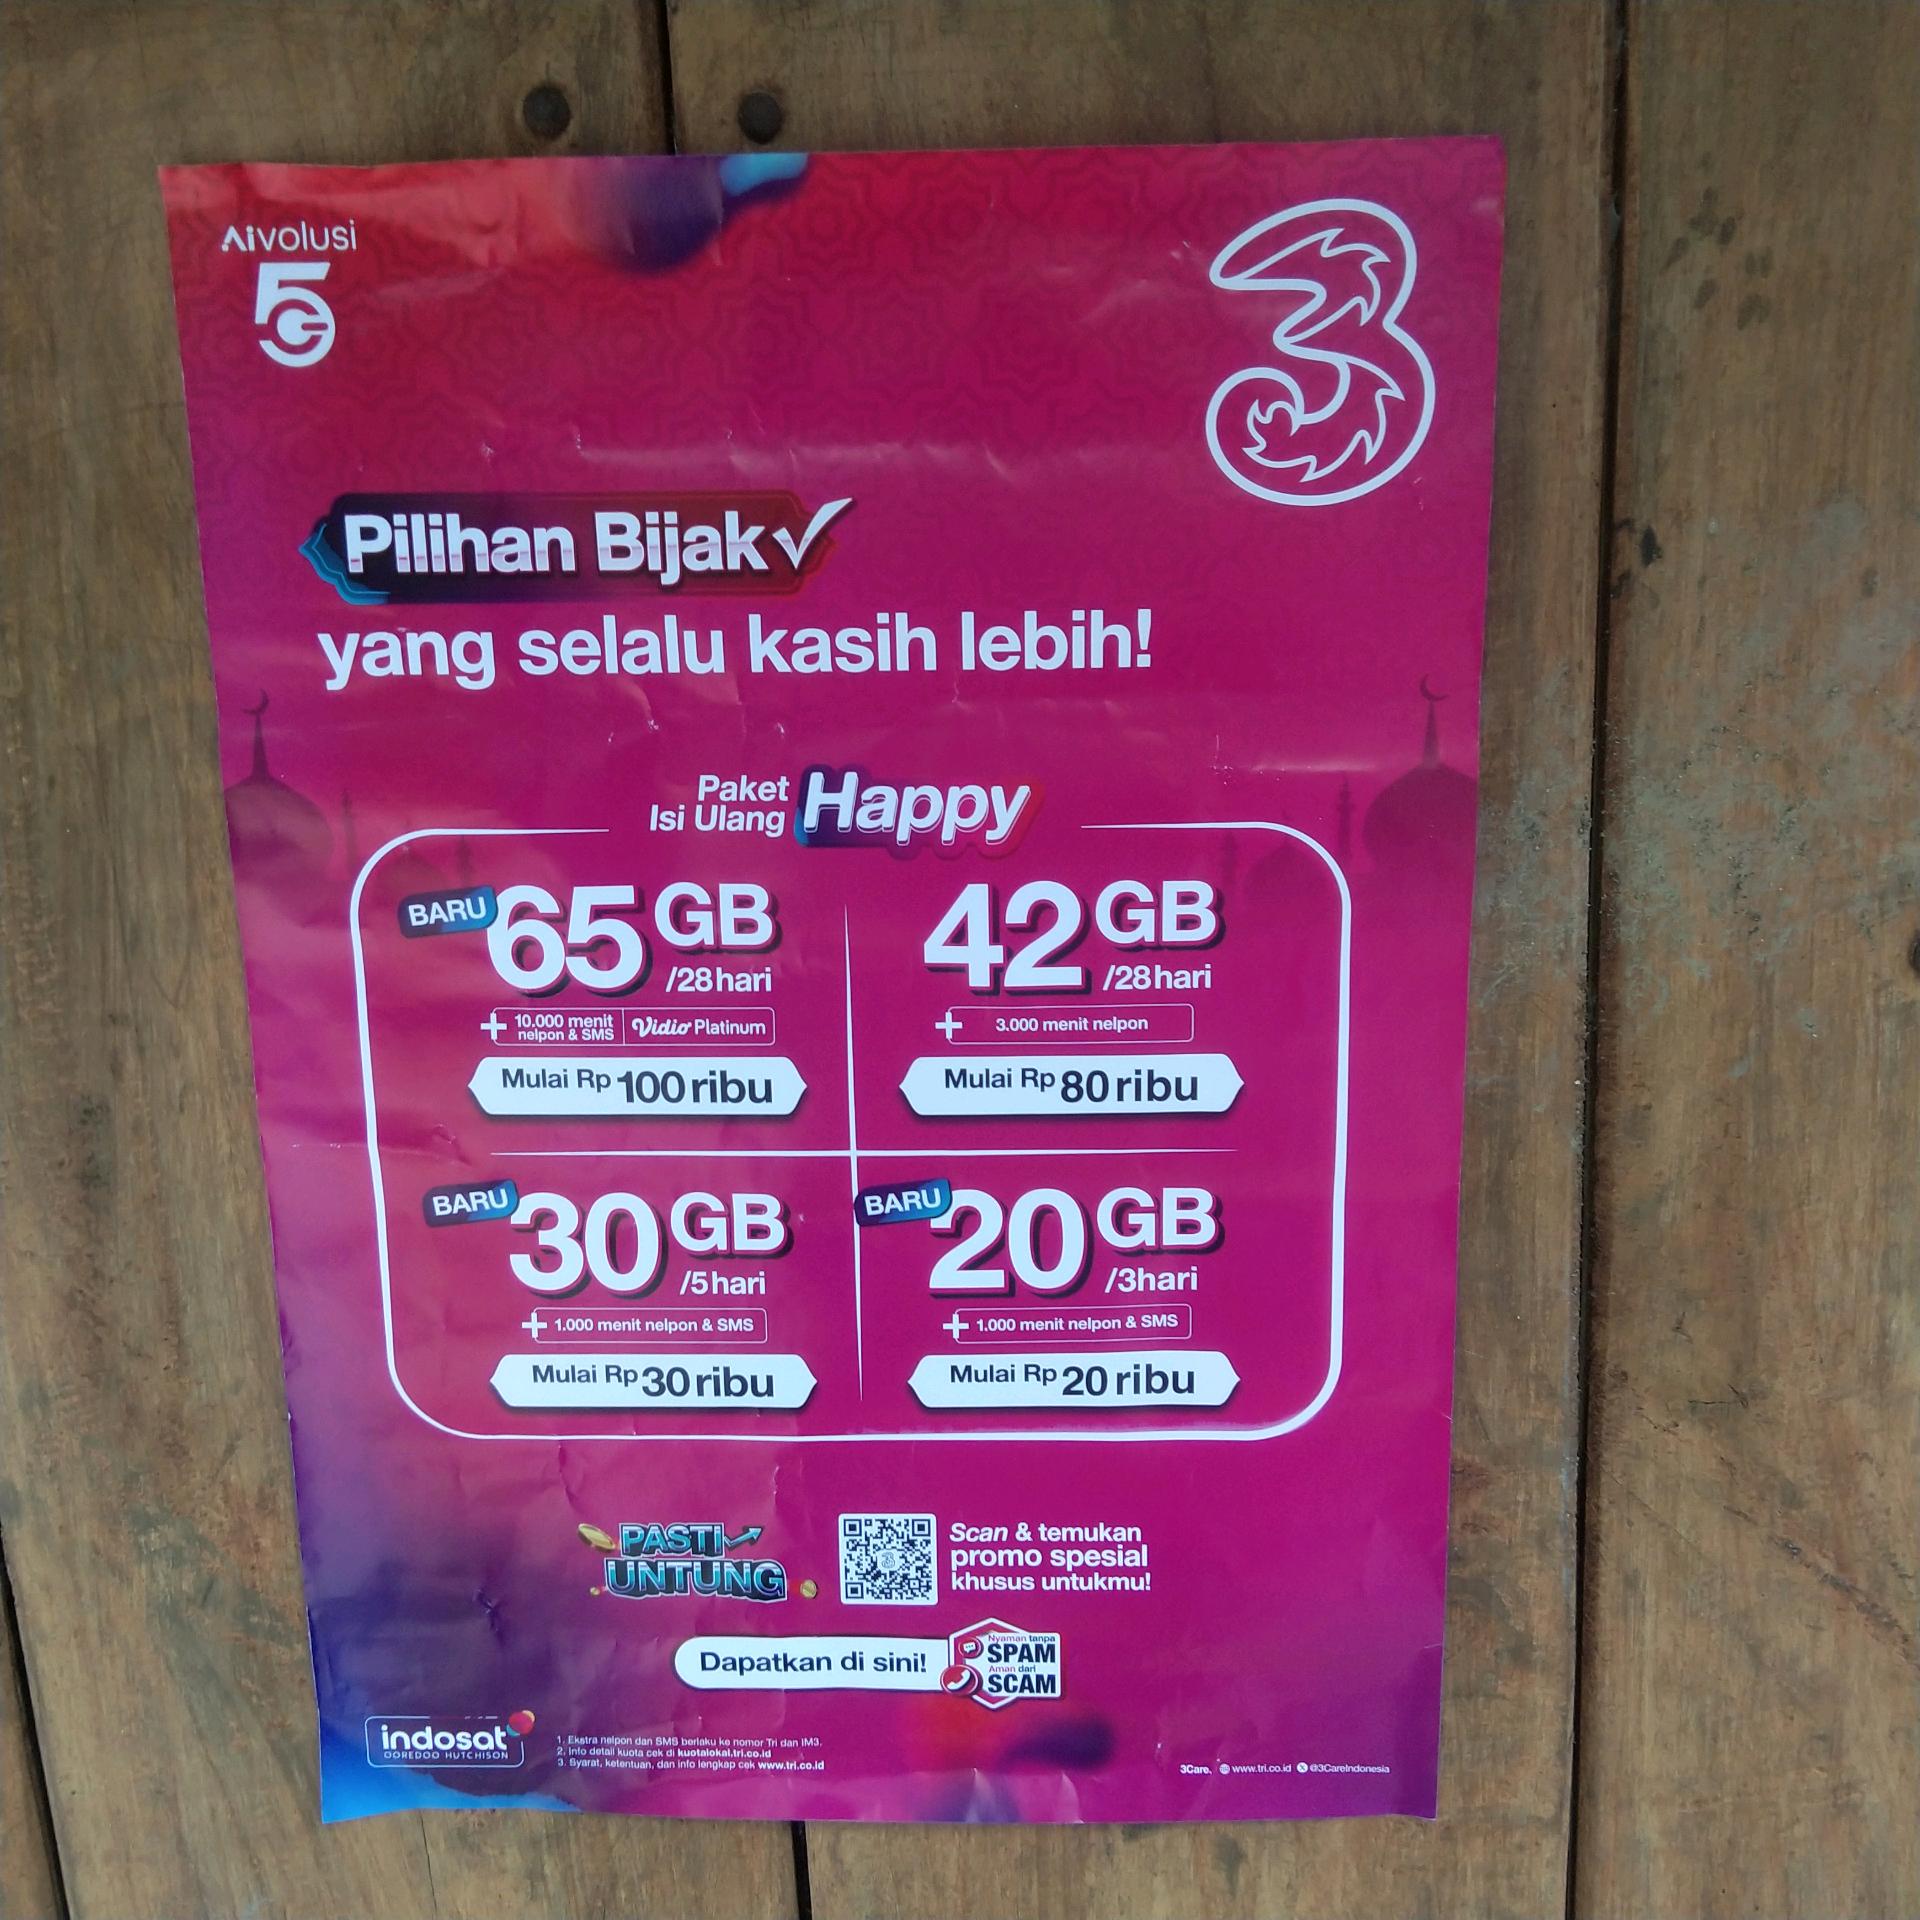 Aivolusi
5G
3
Pilihan Bijak
yang selalu kasih lebih!
Paket
Isi Ulang
Happy
BARU
65 GB
/28 hari
+ 10.000 menit
nelpon & SMS
Vidio Platinum
Mulai Rp 100 ribu
42 GB
/28 hari
+ 3.000 menit nelpon
Mulai Rp 80 ribu
BARU
30 GB
/5 hari
+ 1.000 menit nelpon & SMS
Mulai Rp 30 ribu
BARU
20 GB
/3hari
+ 1.000 menit nelpon & SMS
Mulai Rp 20 ribu
PASTI
UNTUNG
Scan & temukan
promo spesial
khusus untukmu!
Dapatkan di sini!
Nyaman tanpa
SPAM
Aman dari
SCAM
indosat
OOREDOO HUTCHISON
1. Ekstra nelpon dan SMS berlaku ke nomor Tri dan IM3.
2. Info detail kuota cek di kuotalokal.tri.co.id
3. Syarat, ketentuan, dan info lengkap cek www.tri.co.id
3Care. www.tri.co.id @3CareIndonesia